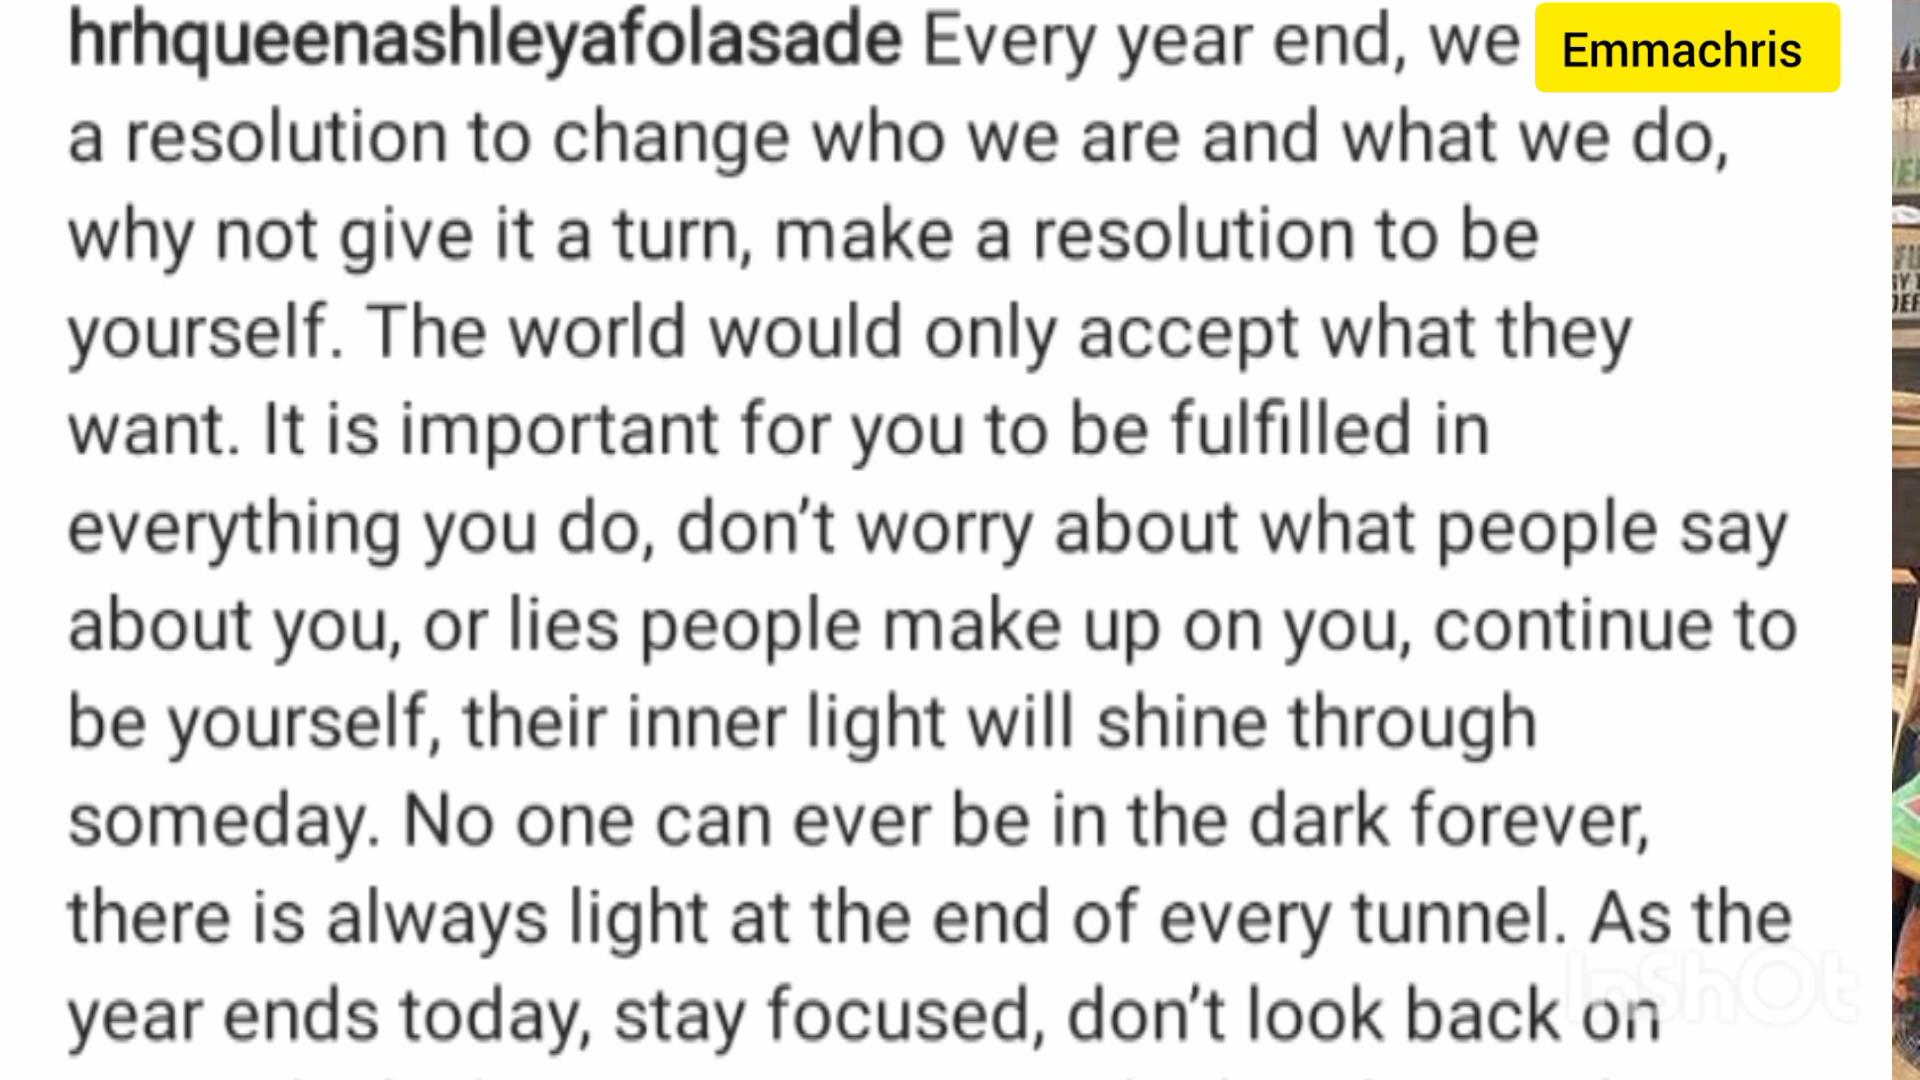 hrhqueenashleyafolasade Every year end, we
Emmachris
a resolution to change who we are and what we do,
why not give it a turn, make a resolution to be
yourself. The world would only accept what they
want. It is important for you to be fulfilled in
everything you do, don’t worry about what people say
about you, or lies people make up on you, continue to
be yourself, their inner light will shine through
someday. No one can ever be in the dark forever,
there is always light at the end of every tunnel. As the
year ends today, stay focused, don’t look back on
InShOt